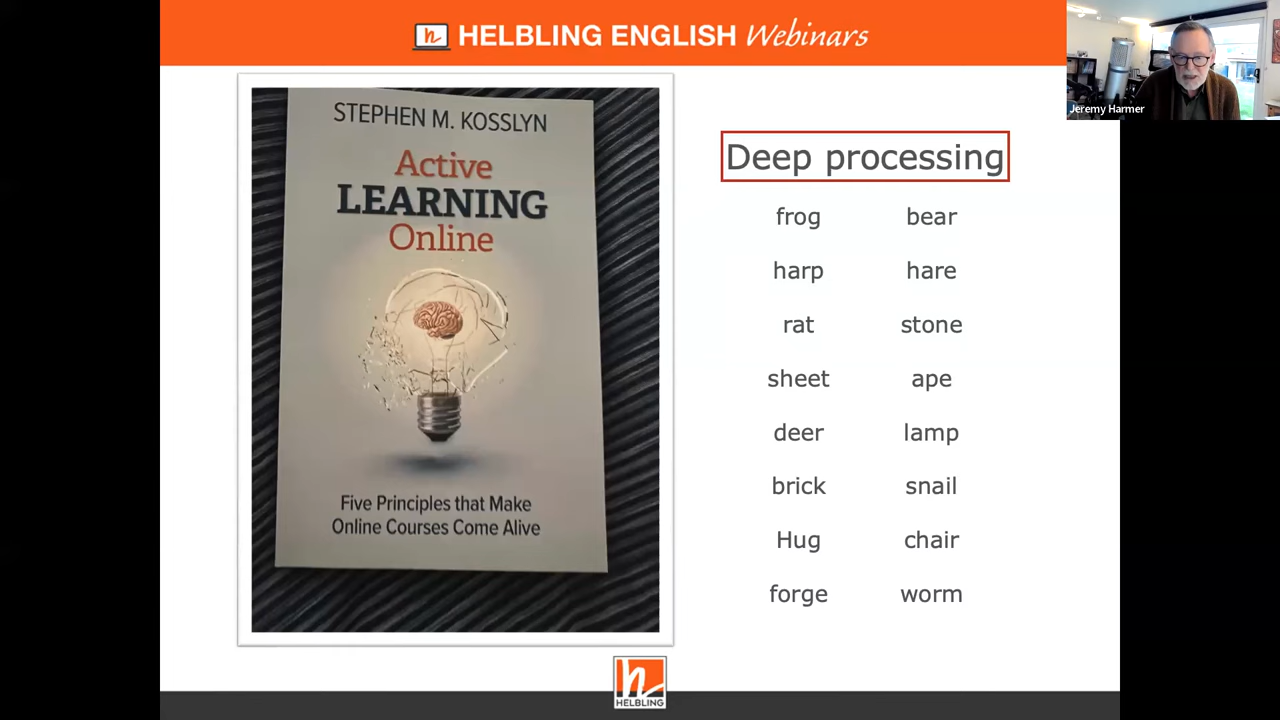 HELBLING ENGLISH Webinars
Jeremy Harmer
STEPHEN M. KOSSLYN
Active
LEARNING
Online
Five Principles that Make
Online Courses Come Alive
Deep processing
frog bear
harp hare
rat stone
sheet ape
deer lamp
brick snail
Hug chair
forge worm
HELBLING